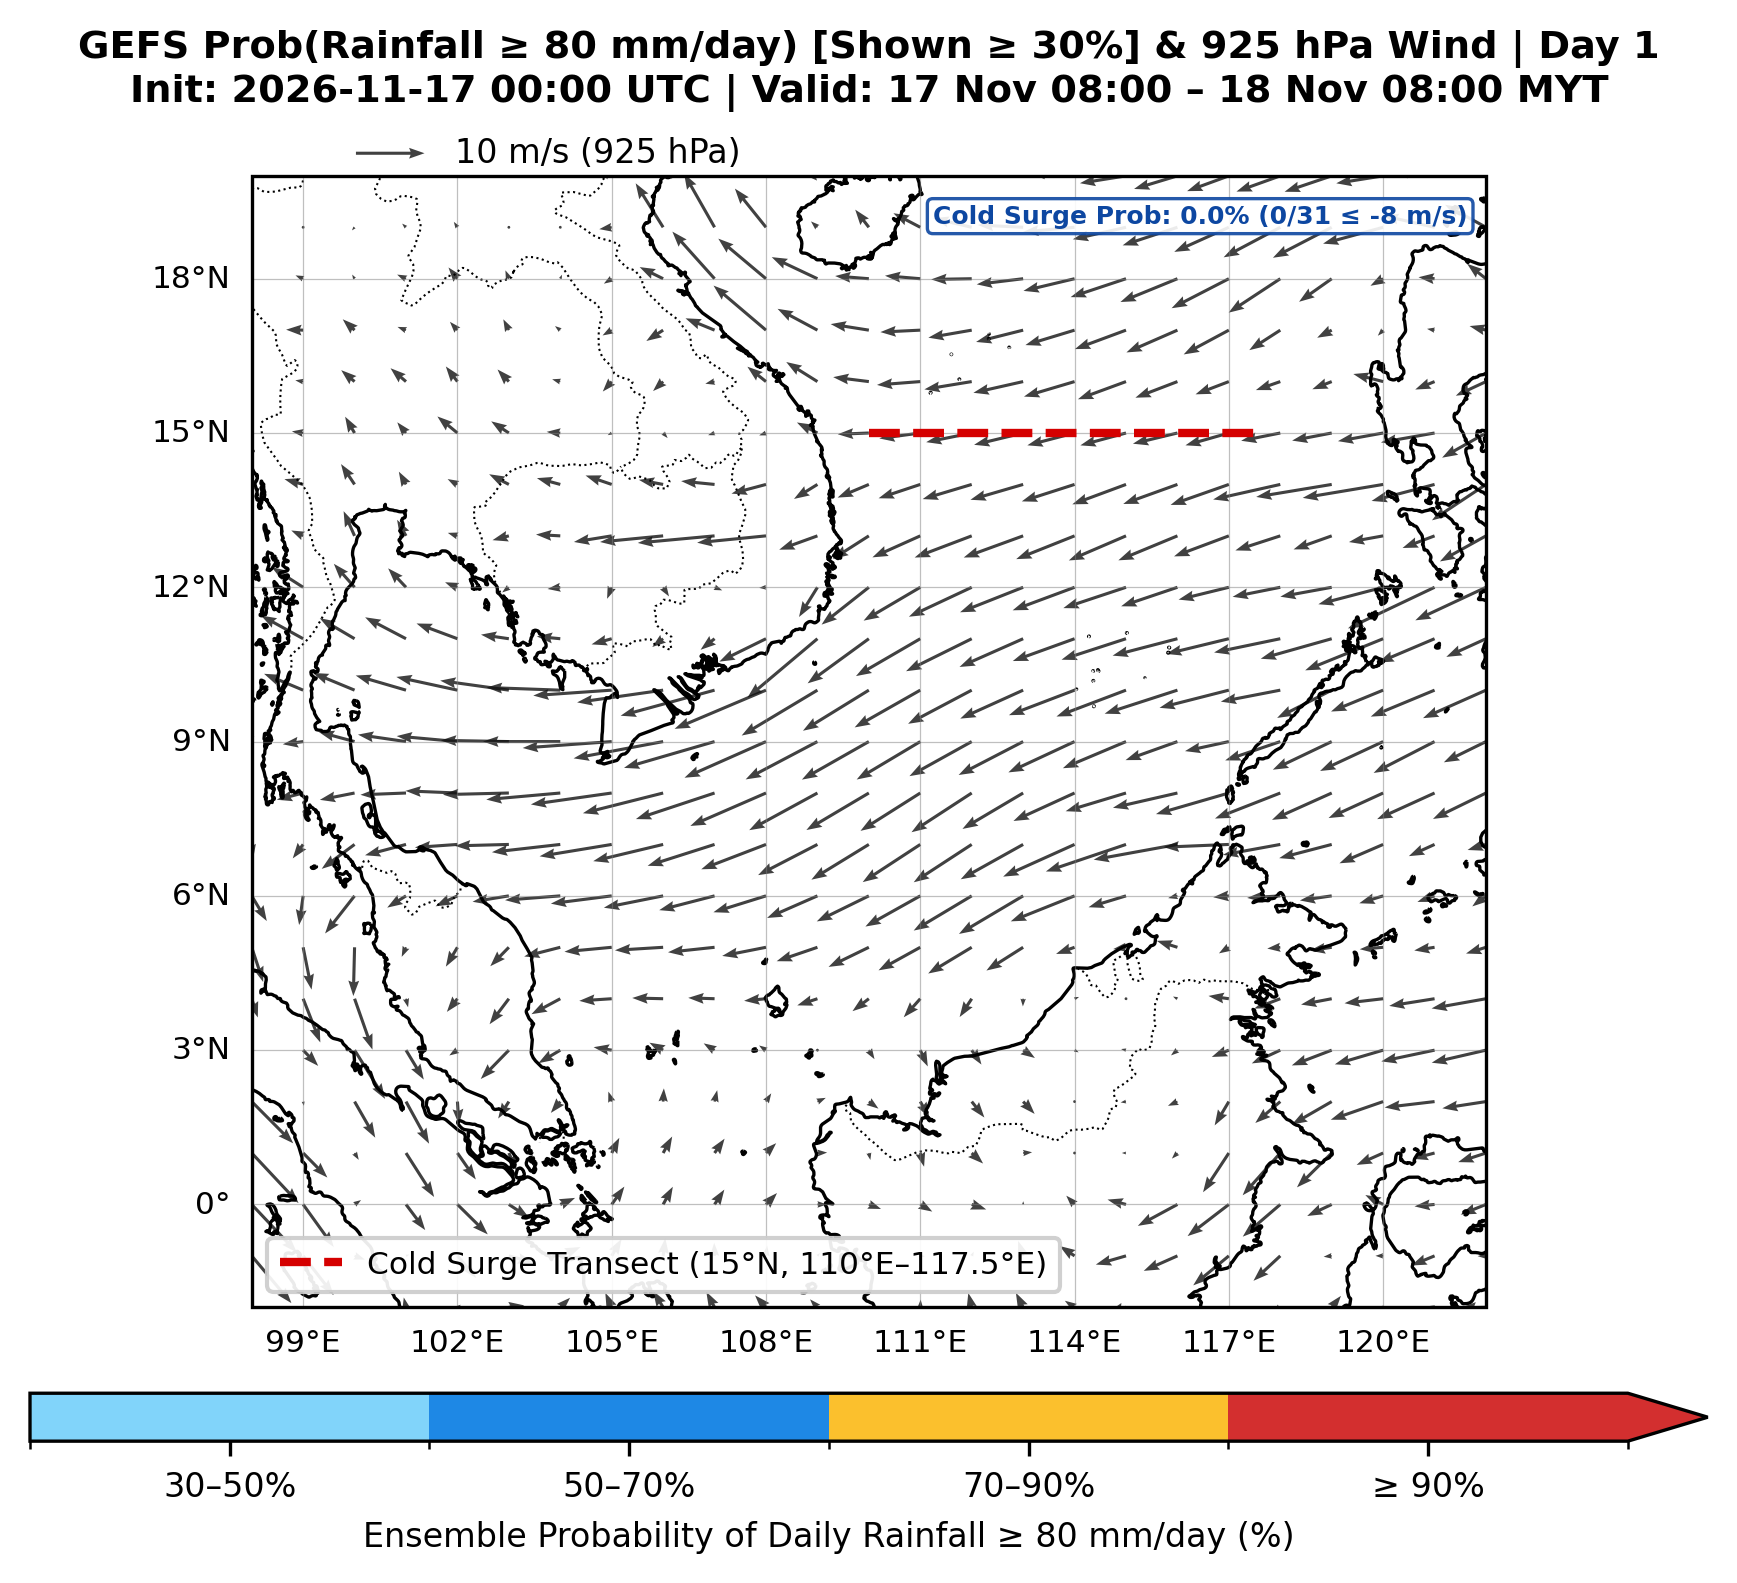 GEFS Prob(Rainfall ≥ 80 mm/day) [Shown ≥ 30%] & 925 hPa Wind | Day 1
Init: 2026-11-17 00:00 UTC | Valid: 17 Nov 08:00 – 18 Nov 08:00 MYT
10 m/s (925 hPa)
Cold Surge Prob: 0.0% (0/31 ≤ -8 m/s)
18°N
15°N
12°N
9°N
6°N
3°N
0°
Cold Surge Transect (15°N, 110°E–117.5°E)
99°E 102°E 105°E 108°E 111°E 114°E 117°E 120°E
30–50% 50–70% 70–90% ≥ 90%
Ensemble Probability of Daily Rainfall ≥ 80 mm/day (%)